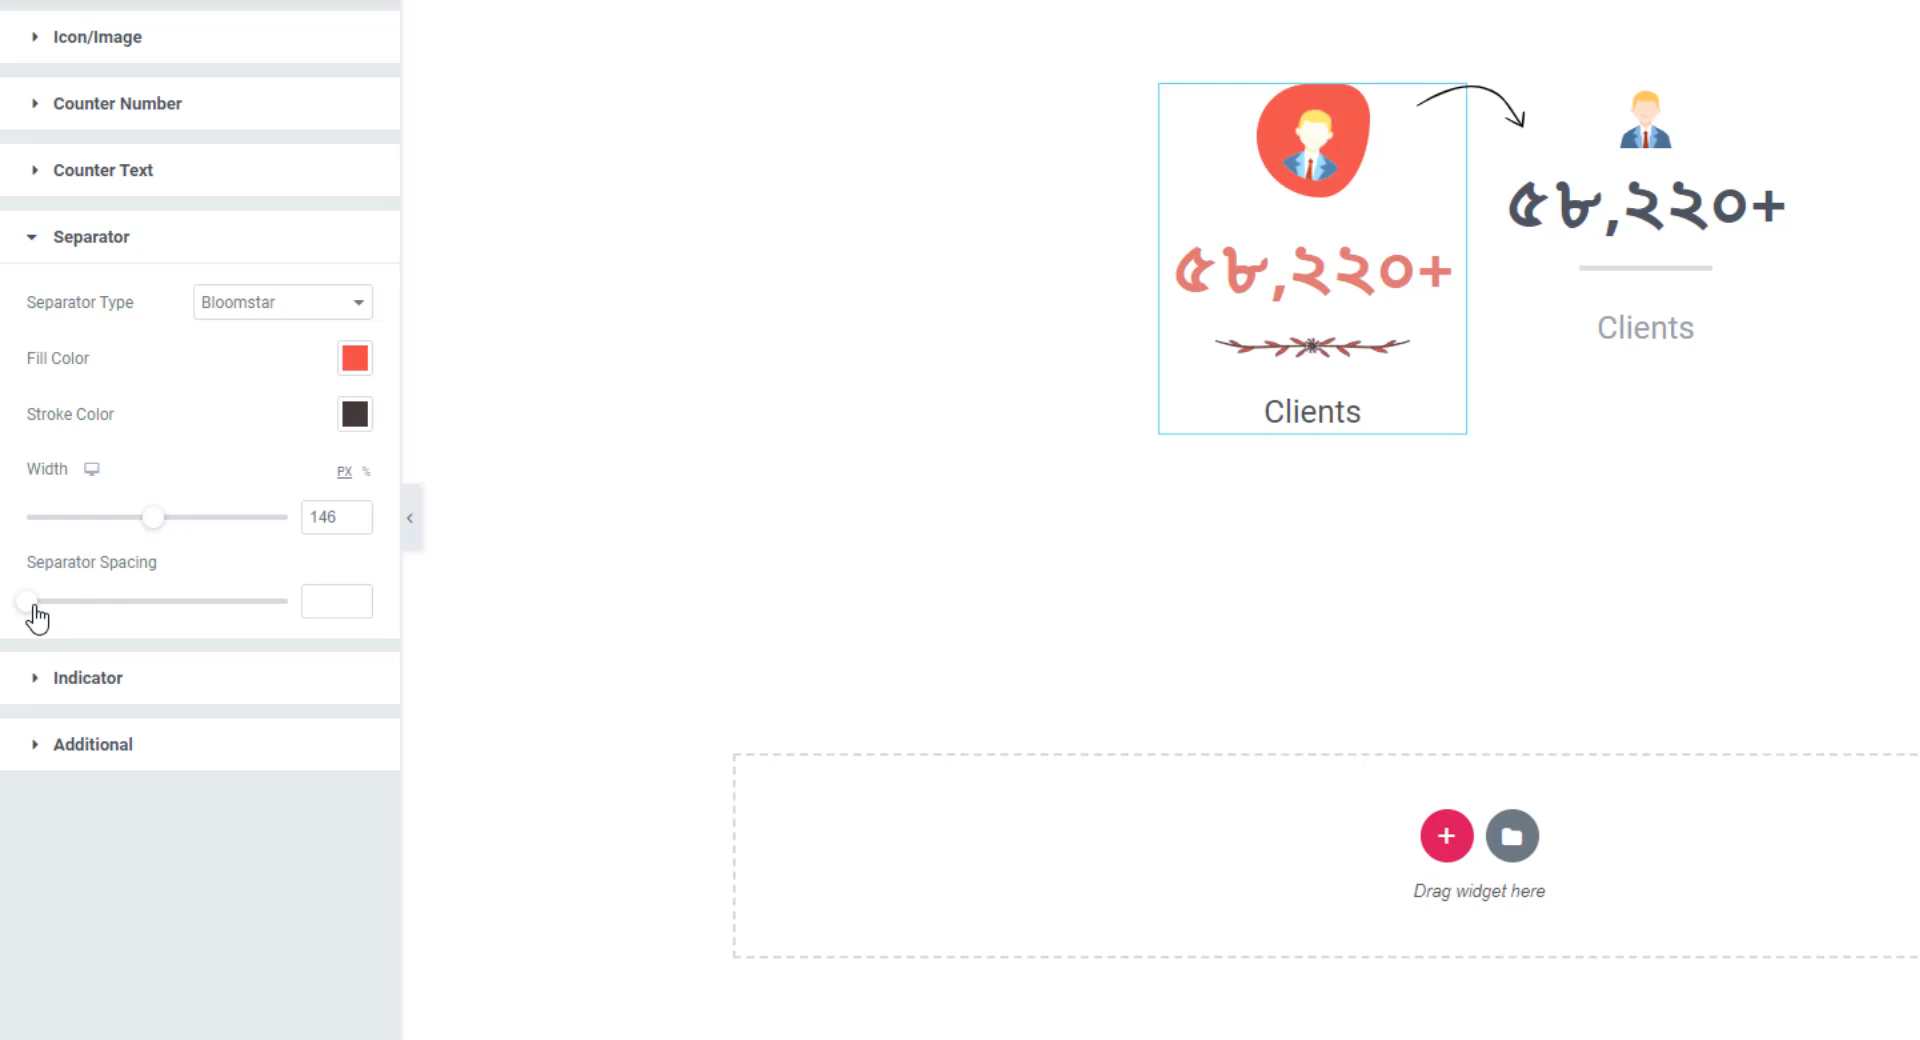 Icon/Image
Counter Number
Counter Text
Separator
Separator Type Bloomstar
Fill Color
Stroke Color
Width PX %
146
Separator Spacing
Indicator
Additional
৫৮,২২০+
Clients
৫৮,২২০+
Clients
Drag widget here